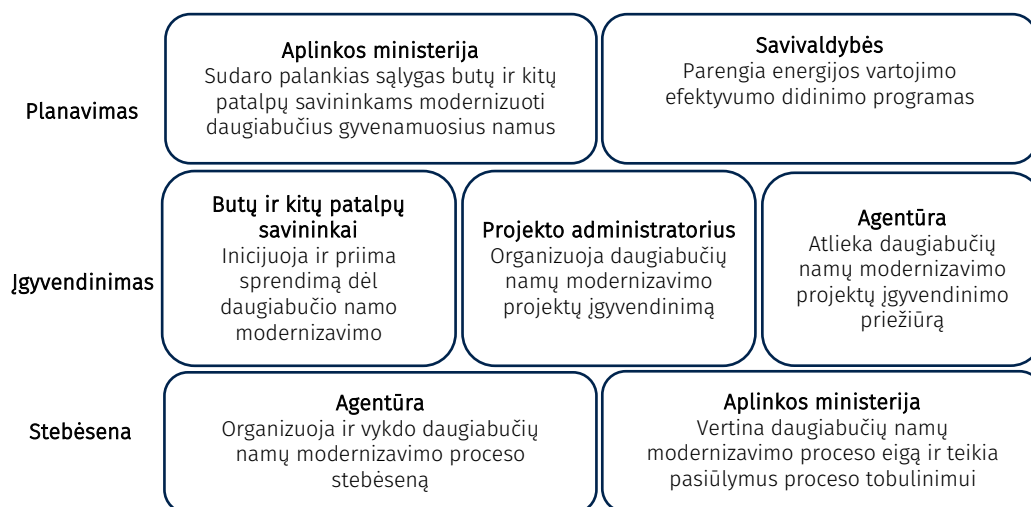 Planavimas
Aplinkos ministerija
Sudaro palankias sąlygas butų ir kitų
patalpų savininkams modernizuoti
daugiabučius gyvenamuosius namus
Savivaldybės
Parengia energijos vartojimo
efektyvumo didinimo programas
Įgyvendinimas
Butų ir kitų patalpų
savininkai
Inicijuoja ir priima
sprendimą dėl
daugiabučio namo
modernizavimo
Projekto administratorius
Organizuoja daugiabučių
namų modernizavimo
projektų įgyvendinimą
Agentūra
Atlieka daugiabučių
namų modernizavimo
projektų įgyvendinimo
priežiūrą
Stebėsena
Agentūra
Organizuoja ir vykdo daugiabučių
namų modernizavimo proceso
stebėseną
Aplinkos ministerija
Vertina daugiabučių namų
modernizavimo proceso eigą ir teikia
pasiūlymus proceso tobulinimui